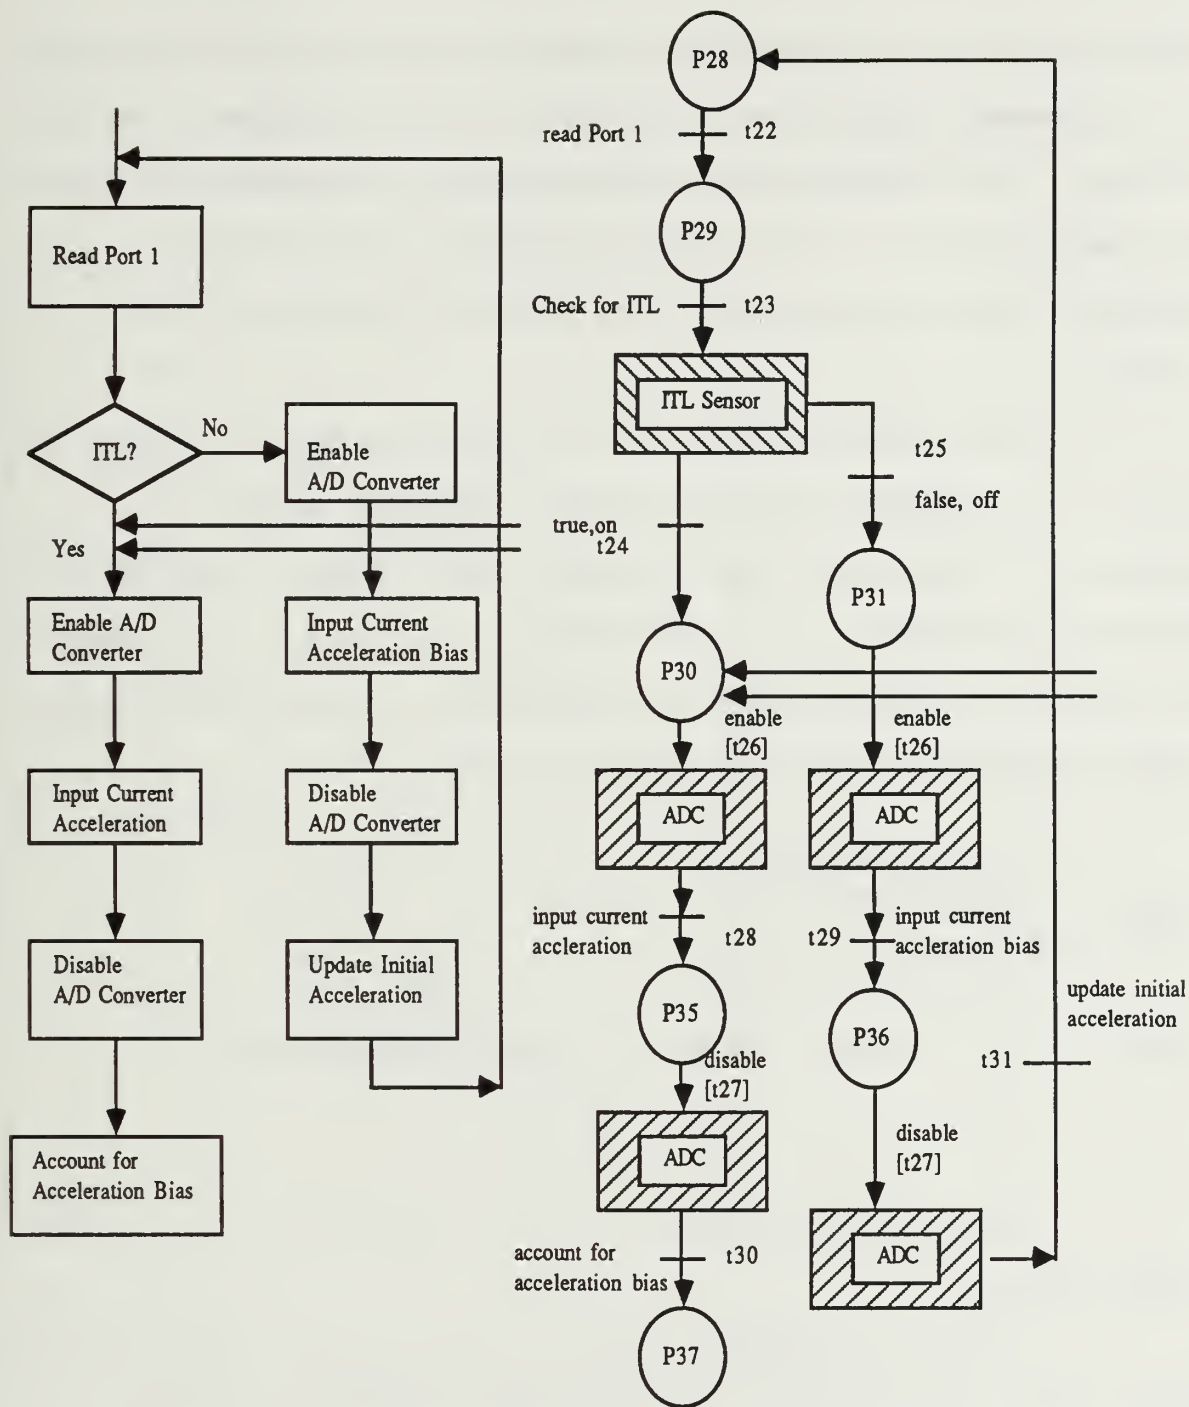 P28
read Port 1
t22
P29
Read Port 1
Check for ITL
t23
ITL Sensor
ITL?
No
Enable
A/D Converter
t25
false, off
true,on
t24
Yes
P31
Enable A/D
Converter
Input Current
Acceleration Bias
P30
enable
[t26]
enable
[t26]
Input Current
Acceleration
Disable
A/D Converter
ADC
ADC
input current
accleration
t28
t29
input current
accleration bias
Disable
A/D Converter
Update Initial
Acceleration
P35
P36
update initial
acceleration
t31
disable
[t27]
disable
[t27]
ADC
Account for
Acceleration Bias
account for
acceleration bias
t30
ADC
P37